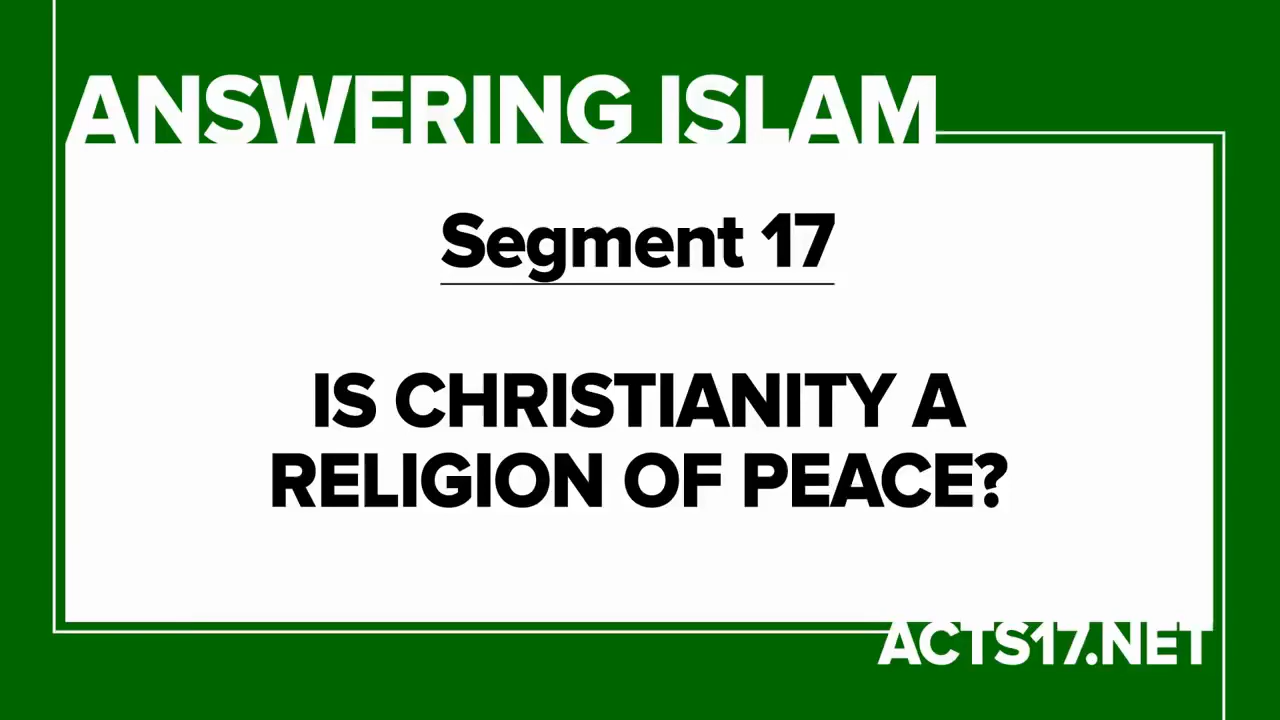 ANSWERING ISLAM
Segment 17
IS CHRISTIANITY A
RELIGION OF PEACE?
ACTS17.NET